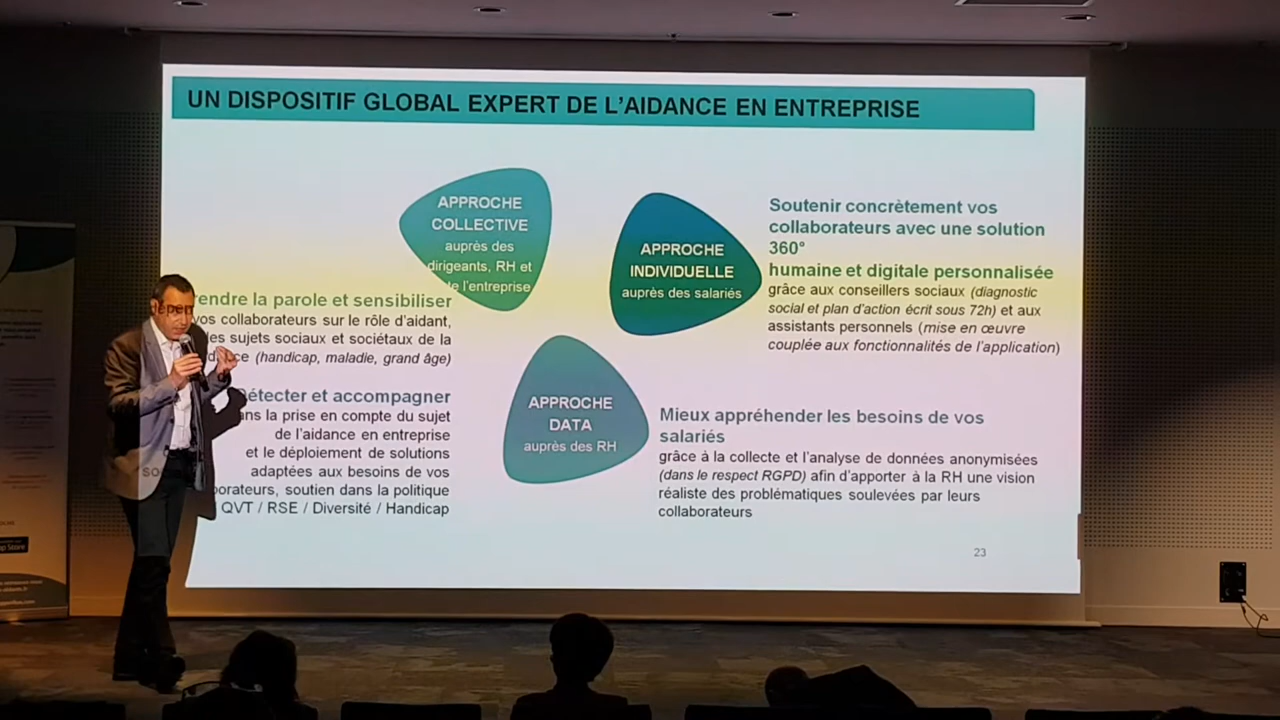 UN DISPOSITIF GLOBAL EXPERT DE L'AIDANCE EN ENTREPRISE
APPROCHE
COLLECTIVE
auprès des
dirigeants, RH et
l'entreprise
rendre la parole et sensibiliser
vos collaborateurs sur le rôle d'aidant,
les sujets sociaux et sociétaux de la
(handicap, maladie, grand âge)
Détecter et accompagner
dans la prise en compte du sujet
de l'aidance en entreprise
et le déploiement de solutions
adaptées aux besoins de vos
borateurs, soutien dans la politique
QVT / RSE / Diversité / Handicap
APPROCHE
INDIVIDUELLE
auprès des salariés
Soutenir concrètement vos
collaborateurs avec une solution
360°
humaine et digitale personnalisée
grâce aux conseillers sociaux (diagnostic
social et plan d'action écrit sous 72h) et aux
assistants personnels (mise en œuvre
couplée aux fonctionnalités de l'application)
APPROCHE
DATA
auprès des RH
Mieux appréhender les besoins de vos
salariés
grâce à la collecte et l'analyse de données anonymisées
(dans le respect RGPD) afin d'apporter à la RH une vision
réaliste des problématiques soulevées par leurs
collaborateurs
23